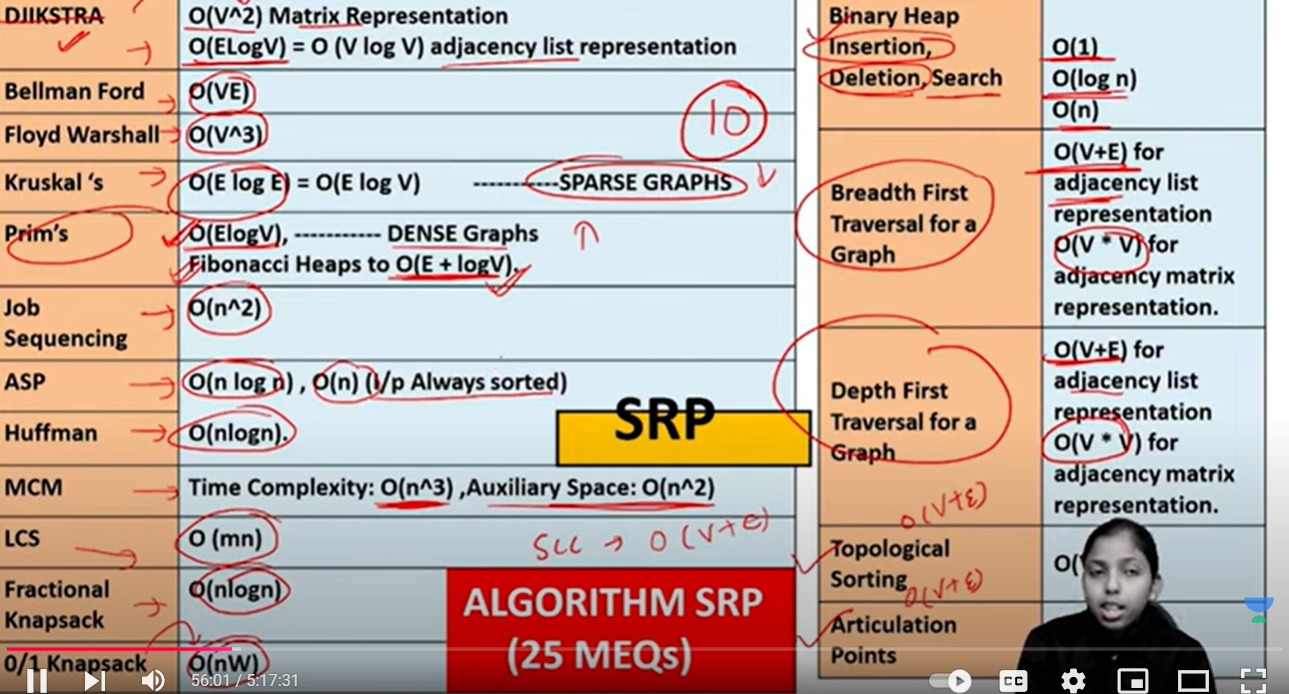 DJIKSTRA
O(V^2) Matrix Representation
O(ELogV) = O (V log V) adjacency list representation
Bellman Ford
O(VE)
Floyd Warshall
O(V^3)
10
Kruskal ‘s
O(E log E) = O(E log V) ----------SPARSE GRAPHS
Prim’s
O(ElogV), ----------- DENSE Graphs
Fibonacci Heaps to O(E + logV).
Job
Sequencing
O(n^2)
ASP
O(n log n) , O(n) (i/p Always sorted)
Huffman
O(nlogn).
SRP
MCM
Time Complexity: O(n^3) ,Auxiliary Space: O(n^2)
LCS
O (mn)
SCC → O(V+E)
Fractional
Knapsack
O(nlogn)
0/1 Knapsack
O(nW)
ALGORITHM SRP
(25 MEQs)
Binary Heap
Insertion,
Deletion, Search
O(1)
O(log n)
O(n)
Breadth First
Traversal for a
Graph
O(V+E) for
adjacency list
representation
O(V * V) for
adjacency matrix
representation.
Depth First
Traversal for a
Graph
O(V+E) for
adjacency list
representation
O(V * V) for
adjacency matrix
representation.
O(V+E)
Topological
Sorting
O(
O(V+E)
Articulation
Points
56:01 / 5:17:31
CC